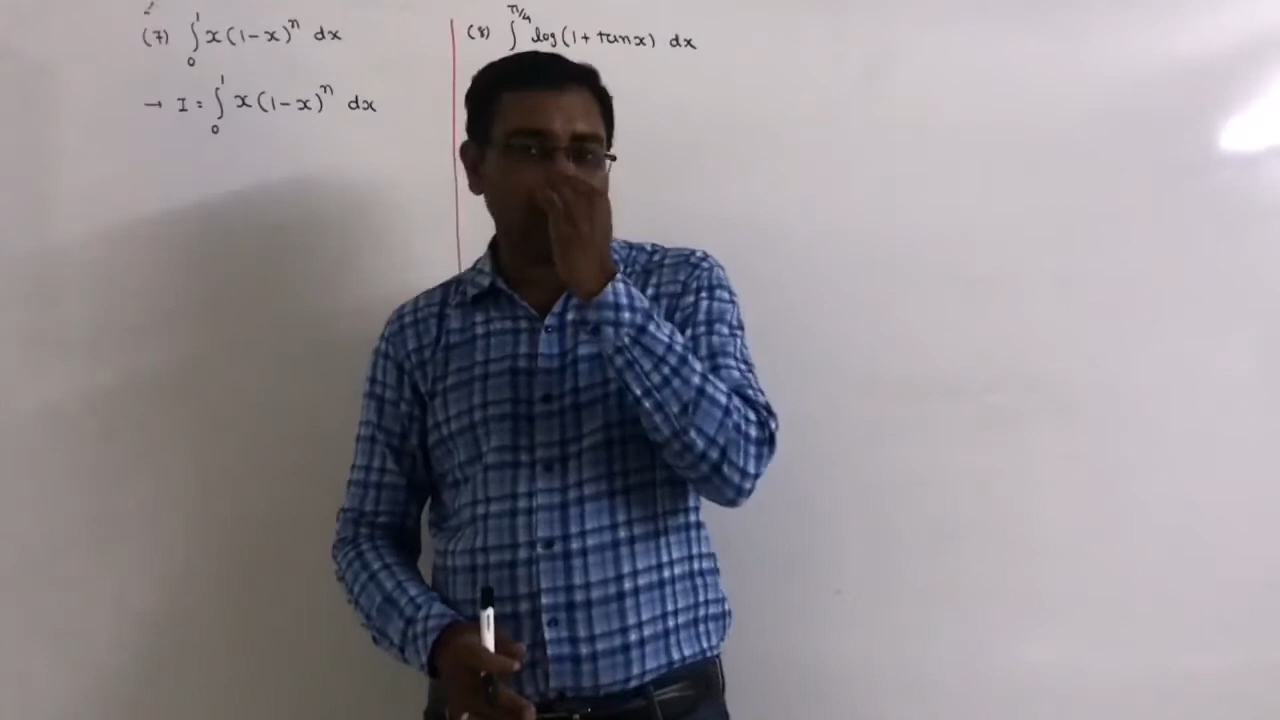 (7) ∫₀¹ x(1-x)ⁿ dx
→ I = ∫₀¹ x(1-x)ⁿ dx
(8) ∫₀^(π/4) log(1+tanx) dx